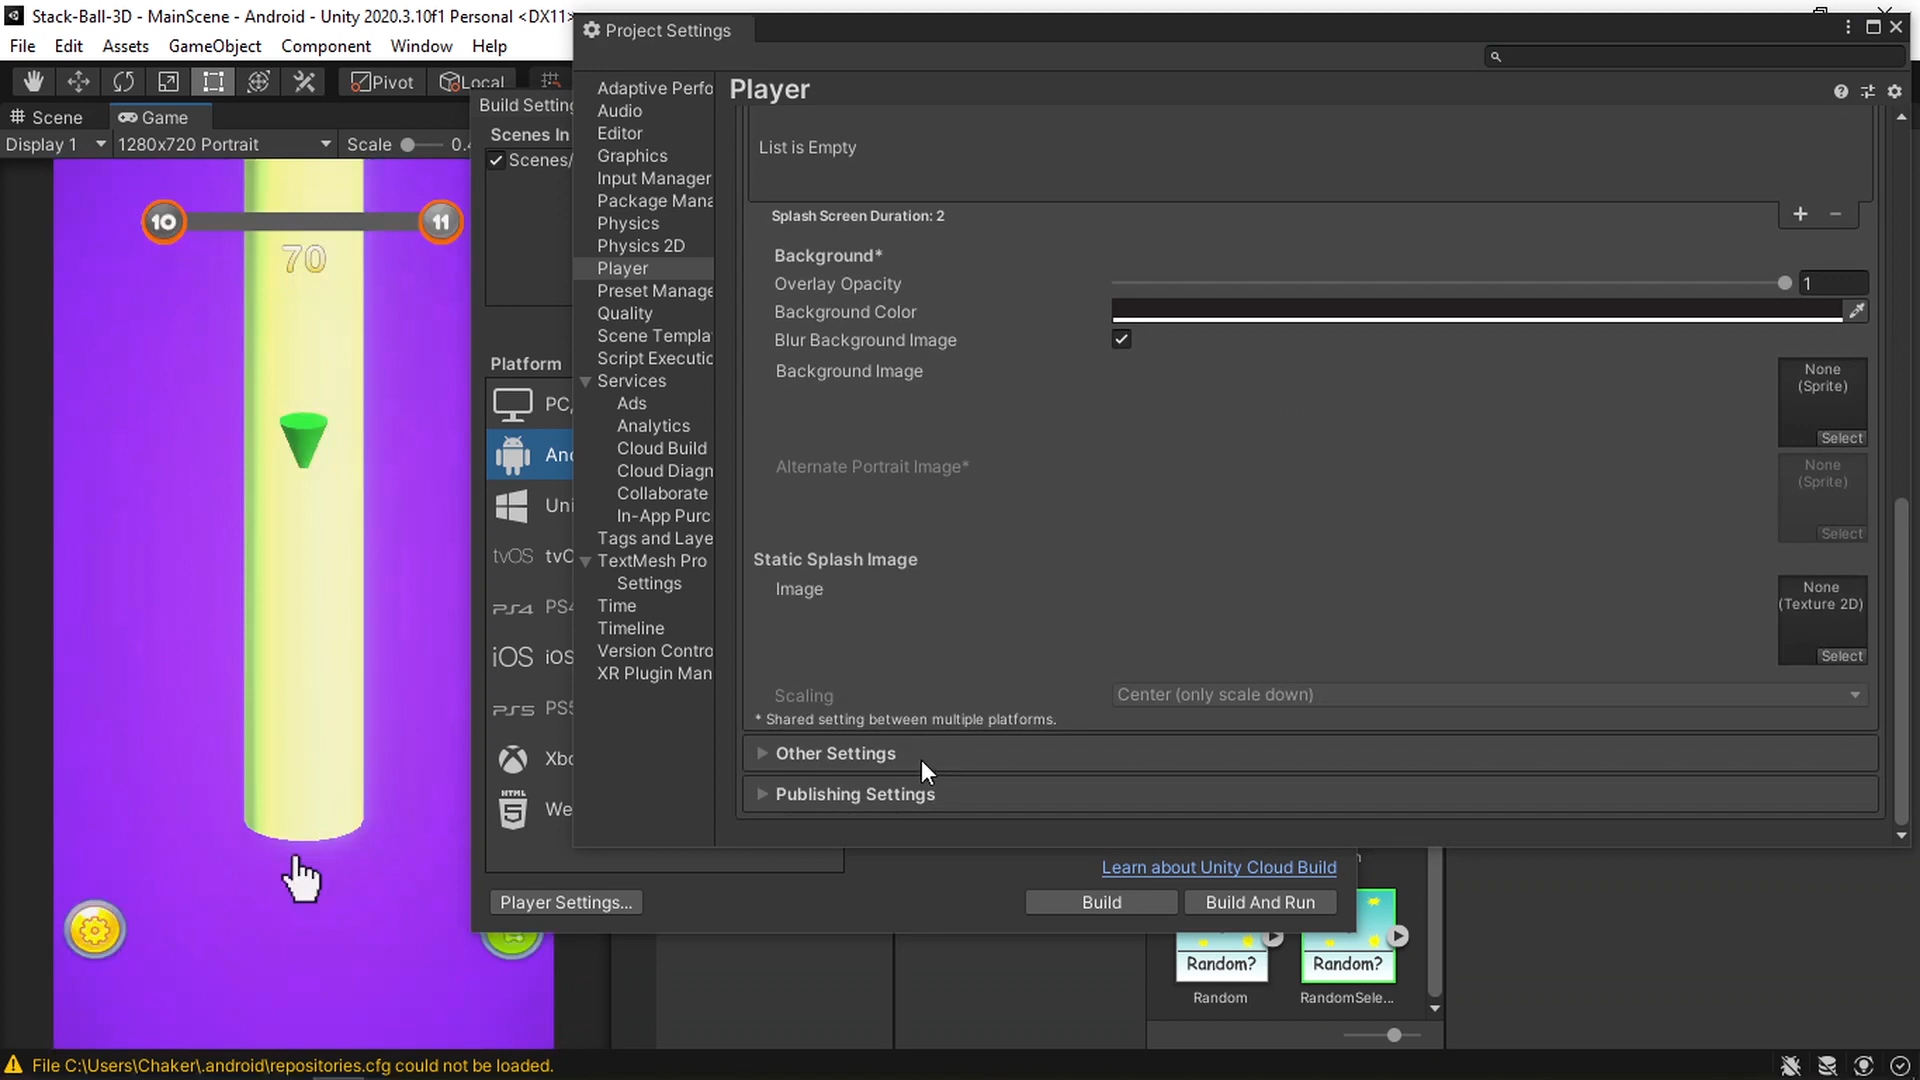 Stack-Ball-3D - MainScene - Android - Unity 2020.3.10f1 Personal <DX11>
File Edit Assets GameObject Component Window Help
Pivot Local
Scene Game
Display 1 1280x720 Portrait Scale 0.4
10 11
70
Build Setting
Scenes In
Scenes/
Platform
PC,
And
Uni
tvOS tvO
PS4 PS4
iOS iOS
PS5 PS5
Xbo
HTML
5 We
Player Settings...
Learn about Unity Cloud Build
Build Build And Run
Project Settings
Adaptive Perfo
Audio
Editor
Graphics
Input Manager
Package Mana
Physics
Physics 2D
Player
Preset Manage
Quality
Scene Templa
Script Executio
Services
Ads
Analytics
Cloud Build
Cloud Diagn
Collaborate
In-App Purc
Tags and Laye
TextMesh Pro
Settings
Time
Timeline
Version Contro
XR Plugin Man
Player
List is Empty
Splash Screen Duration: 2
Background*
Overlay Opacity 1
Background Color
Blur Background Image
Background Image
None
(Sprite)
Select
Alternate Portrait Image*
None
(Sprite)
Select
Static Splash Image
Image
None
(Texture 2D)
Select
Scaling Center (only scale down)
* Shared setting between multiple platforms.
Other Settings
Publishing Settings
Random? Random?
Random RandomSele...
File C:\Users\Chaker\.android\repositories.cfg could not be loaded.